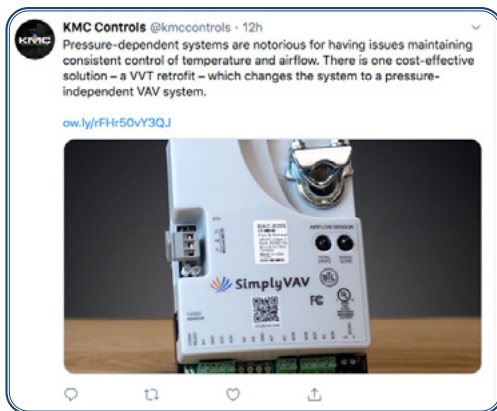 KMC Controls @kmccontrols · 12h
KMC
Pressure-dependent systems are notorious for having issues maintaining
consistent control of temperature and airflow. There is one cost-effective
solution – a VVT retrofit – which changes the system to a pressure-
independent VAV system.
ow.ly/rFHr50vY3QJ
AIRFLOW SENSOR
SimplyVAV
FC